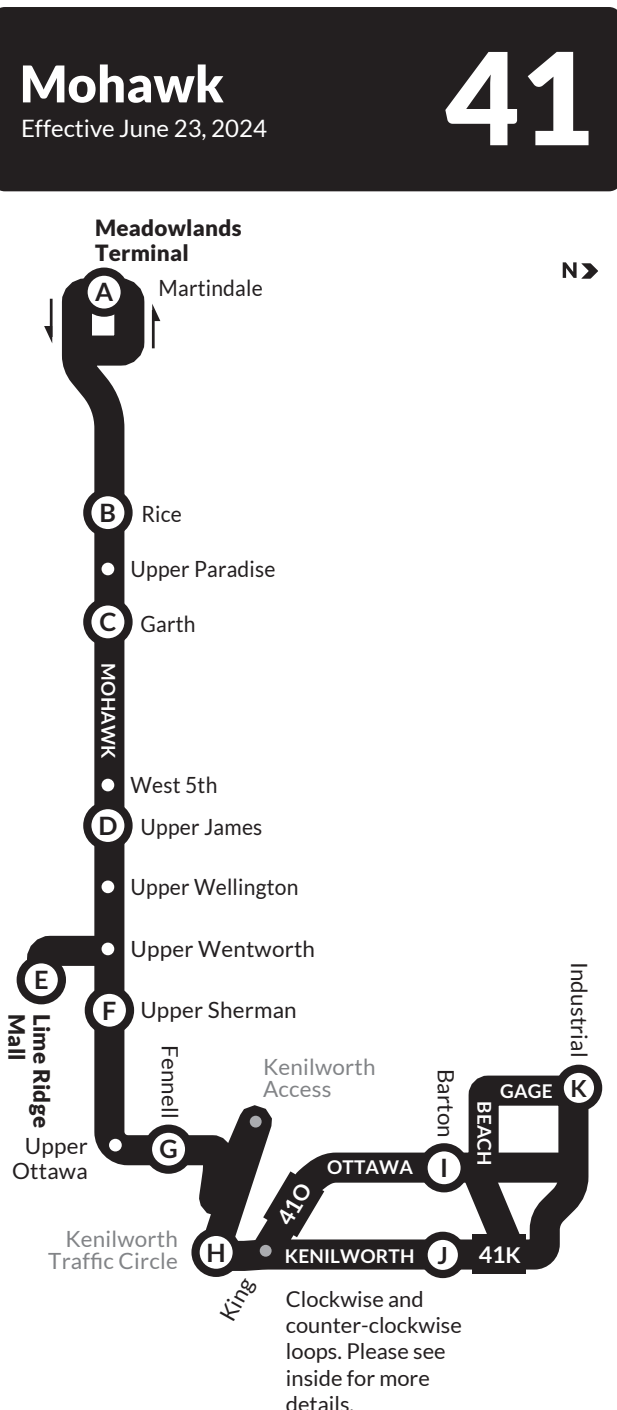 Mohawk
41
Effective June 23, 2024
Meadowlands
Terminal
N
A
Martindale
B
Rice
Upper Paradise
C
Garth
MOHAWK
West 5th
D
Upper James
Upper Wellington
Upper Wentworth
E
Lime Ridge
Mall
F
Upper Sherman
Industrial
Fennell
Kenilworth
Access
Barton
GAGE
K
BEACH
Upper
Ottawa
G
OTTAWA
I
41O
Kenilworth
Traffic Circle
H
KENILWORTH
J
41K
King
Clockwise and
counter-clockwise
loops. Please see
inside for more
details.